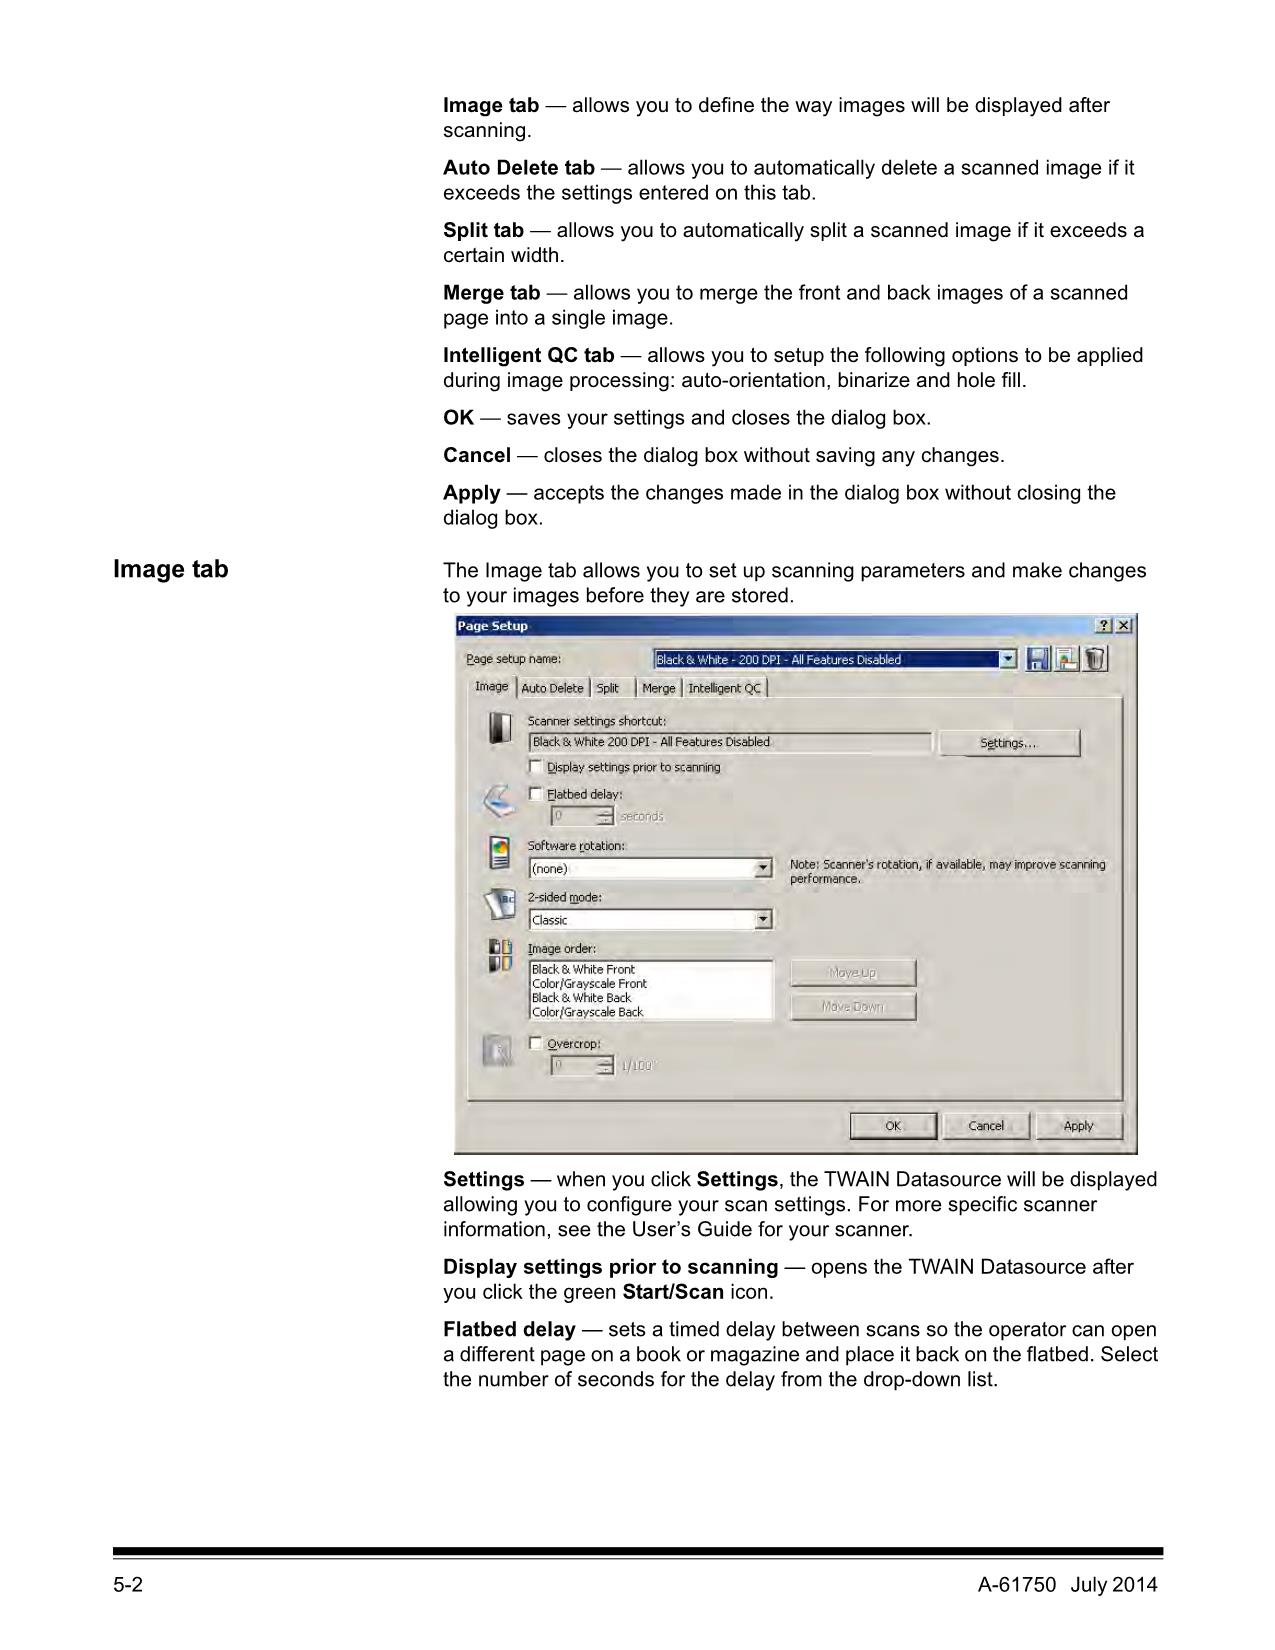 Image tab — allows you to define the way images will be displayed after
scanning.
Auto Delete tab — allows you to automatically delete a scanned image if it
exceeds the settings entered on this tab.
Split tab — allows you to automatically split a scanned image if it exceeds a
certain width.
Merge tab — allows you to merge the front and back images of a scanned
page into a single image.
Intelligent QC tab — allows you to setup the following options to be applied
during image processing: auto-orientation, binarize and hole fill.
OK — saves your settings and closes the dialog box.
Cancel — closes the dialog box without saving any changes.
Apply — accepts the changes made in the dialog box without closing the
dialog box.
Image tab
The Image tab allows you to set up scanning parameters and make changes
to your images before they are stored.
Page Setup
Page setup name:
Black & White - 200 DPI - All Features Disabled
Image Auto Delete Split Merge Intelligent QC
Scanner settings shortcut:
Black & White 200 DPI - All Features Disabled
Settings...
Display settings prior to scanning
Flatbed delay:
0 seconds
Software rotation:
(none)
Note: Scanner's rotation, if available, may improve scanning
performance.
2-sided mode:
Classic
Image order:
Black & White Front
Color/Grayscale Front
Black & White Back
Color/Grayscale Back
Move Up
Move Down
Overcrop:
0 1/100"
OK Cancel Apply
Settings — when you click Settings, the TWAIN Datasource will be displayed
allowing you to configure your scan settings. For more specific scanner
information, see the User’s Guide for your scanner.
Display settings prior to scanning — opens the TWAIN Datasource after
you click the green Start/Scan icon.
Flatbed delay — sets a timed delay between scans so the operator can open
a different page on a book or magazine and place it back on the flatbed. Select
the number of seconds for the delay from the drop-down list.
5-2
A-61750 July 2014